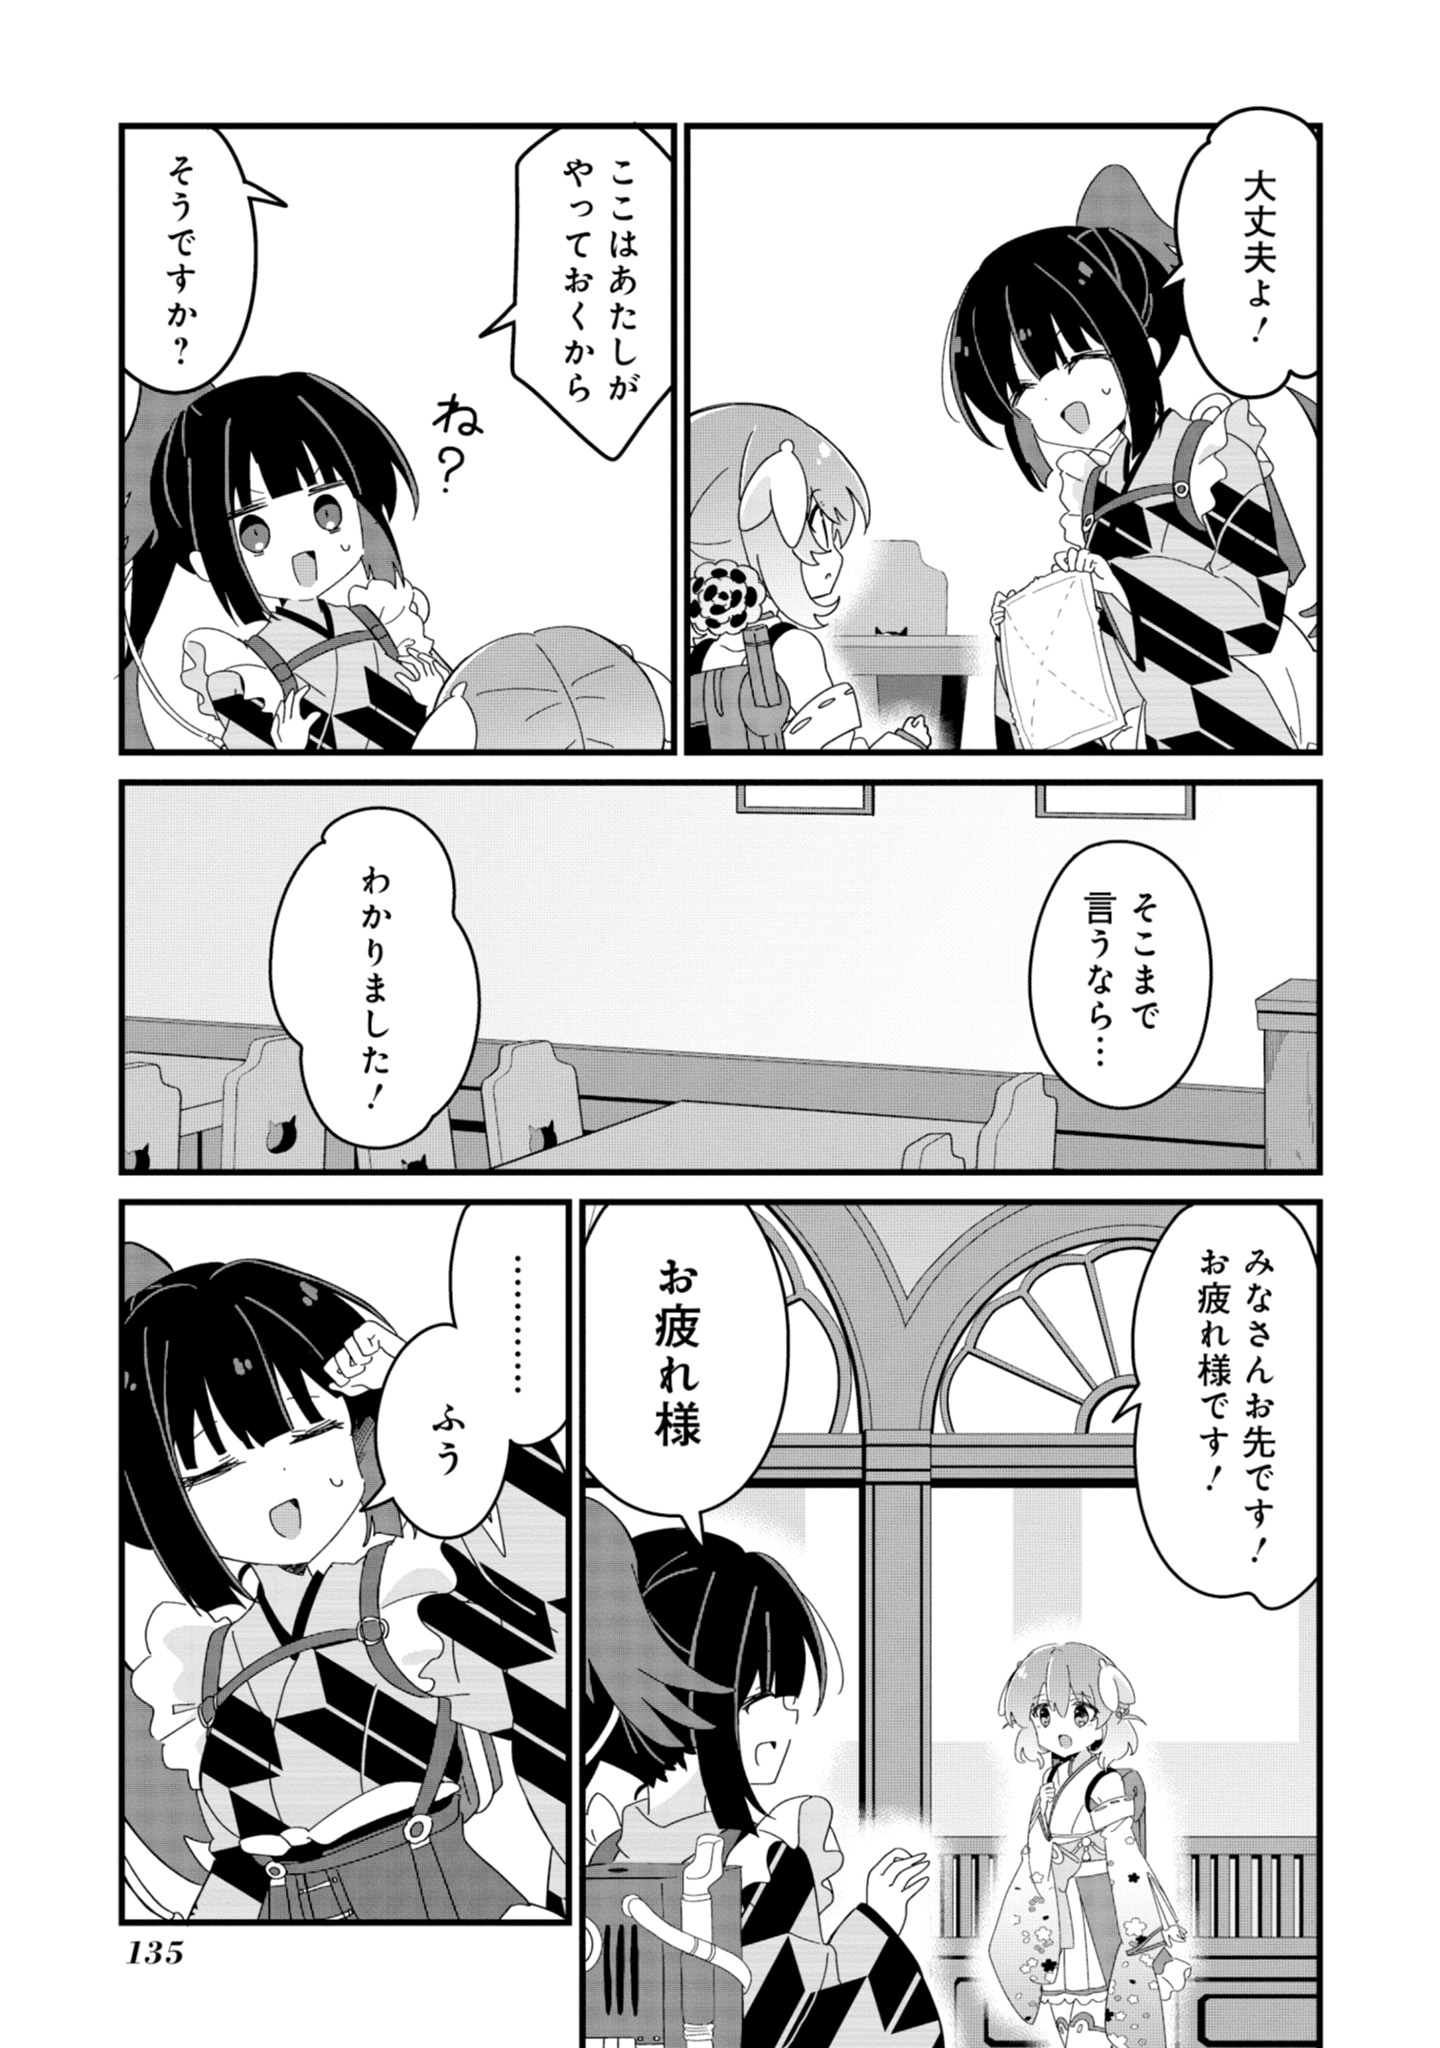 大丈夫よ！
ここはあたしが
やっておくから
ね？
そうですか？
そこまで
言うなら…
わかりました！
みなさんお先です！
お疲れ様です！
お疲れ様
…………
ふう
135